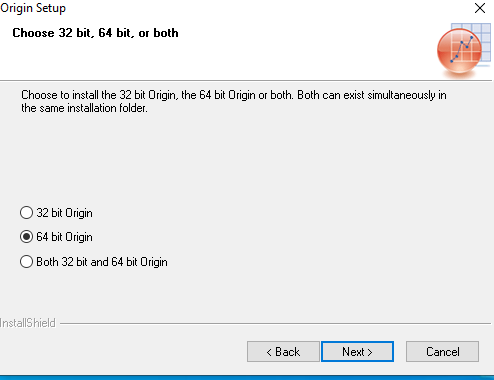 Origin Setup
Choose 32 bit, 64 bit, or both
Choose to install the 32 bit Origin, the 64 bit Origin or both. Both can exist simultaneously in
the same installation folder.
32 bit Origin
64 bit Origin
Both 32 bit and 64 bit Origin
InstallShield
< Back
Next >
Cancel